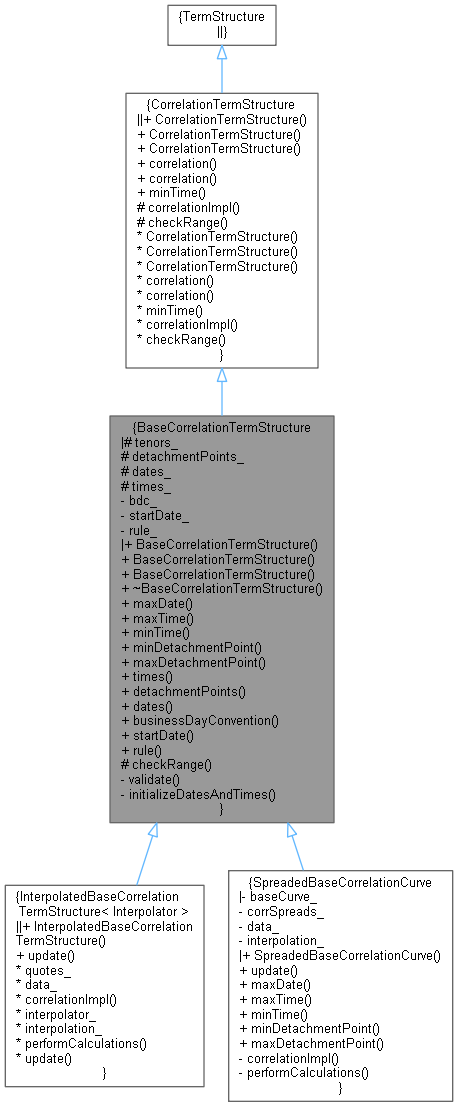 {TermStructure
||}
{CorrelationTermStructure
||+ CorrelationTermStructure()
+ CorrelationTermStructure()
+ CorrelationTermStructure()
+ correlation()
+ correlation()
+ minTime()
# correlationImpl()
# checkRange()
* CorrelationTermStructure()
* CorrelationTermStructure()
* CorrelationTermStructure()
* correlation()
* correlation()
* minTime()
* correlationImpl()
* checkRange()
}
{BaseCorrelationTermStructure
|# tenors_
# detachmentPoints_
# dates_
# times_
- bdc_
- startDate_
- rule_
|+ BaseCorrelationTermStructure()
+ BaseCorrelationTermStructure()
+ BaseCorrelationTermStructure()
+ ~BaseCorrelationTermStructure()
+ maxDate()
+ maxTime()
+ minTime()
+ minDetachmentPoint()
+ maxDetachmentPoint()
+ times()
+ detachmentPoints()
+ dates()
+ businessDayConvention()
+ startDate()
+ rule()
# checkRange()
- validate()
- initializeDatesAndTimes()
}
{InterpolatedBaseCorrelation
TermStructure< Interpolator >
||+ InterpolatedBaseCorrelation
TermStructure()
+ update()
* quotes_
* data_
* correlationImpl()
* interpolator_
* interpolation_
* performCalculations()
* update()
}
{SpreadedBaseCorrelationCurve
|- baseCurve_
- corrSpreads_
- data_
- interpolation_
|+ SpreadedBaseCorrelationCurve()
+ update()
+ maxDate()
+ maxTime()
+ minTime()
+ minDetachmentPoint()
+ maxDetachmentPoint()
- correlationImpl()
- performCalculations()
}